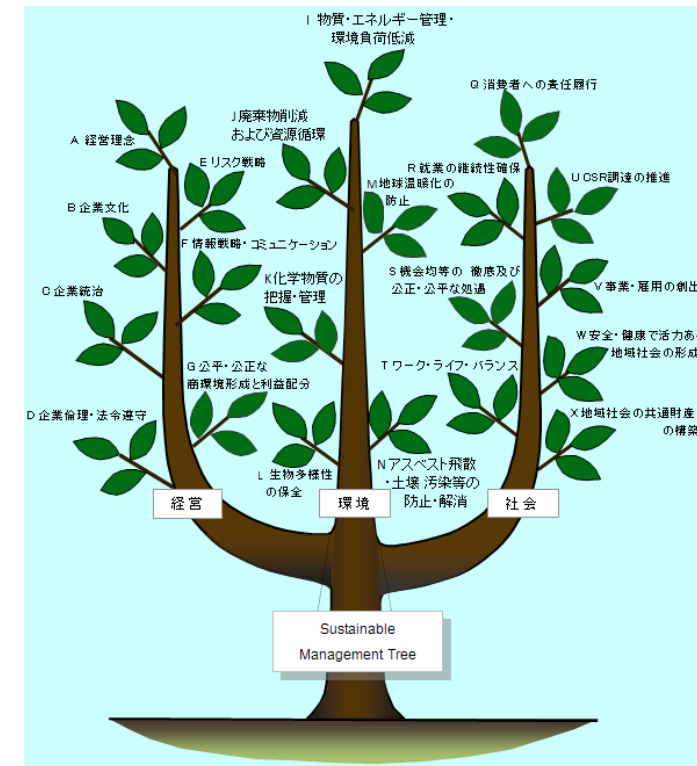 I 物質・エネルギー管理・
環境負荷低減
Q 消費者への責任履行
J廃棄物削減
および資源循環
A 経営理念
E リスク戦略
R 就業の継続性確保
M地球温暖化の
防止
U CSR調達の推進
B 企業文化
F 情報戦略・コミュニケーション
K化学物質の
把握・管理
S 機会均等の 徹底及び
公正・公平な処遇
C 企業統治
V 事業・雇用の創出
W安全・健康で活力あ
地域社会の形成
G 公平・公正な
商環境形成と利益配分
T ワーク・ライフ・バランス
D 企業倫理・法令遵守
X 地域社会の共通財産
の構築
L 生物多様性
の保全
N アスベスト飛散
・土壌 汚染等の
防止・解消
経営
環境
社会
Sustainable
Management Tree